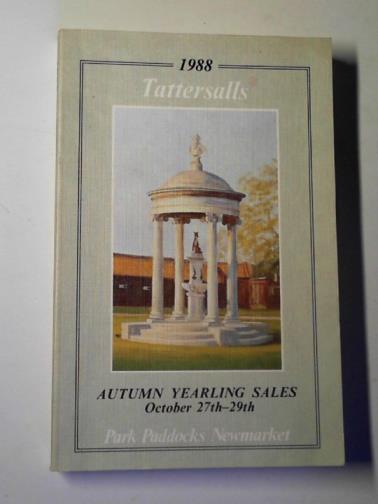 1988
Tattersalls
AUTUMN YEARLING SALES
October 27th–29th
Park Paddocks Newmarket